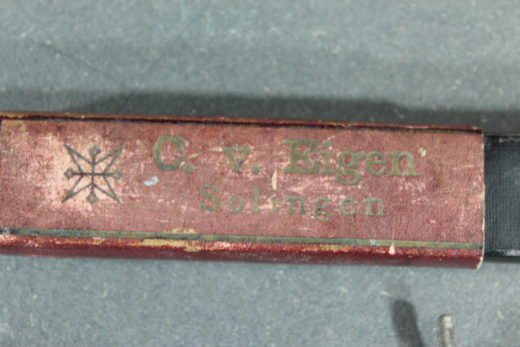 C. v. Eigen
Solingen